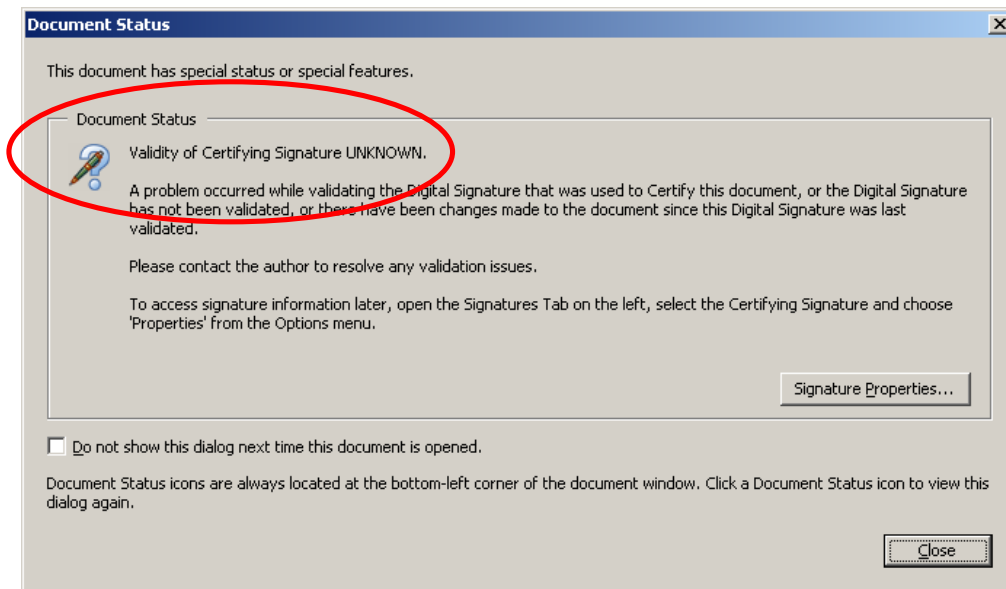 Document Status
This document has special status or special features.
Document Status
Validity of Certifying Signature UNKNOWN.
A problem occurred while validating the Digital Signature that was used to Certify this document, or the Digital Signature
has not been validated, or there have been changes made to the document since this Digital Signature was last
validated.
Please contact the author to resolve any validation issues.
To access signature information later, open the Signatures Tab on the left, select the Certifying Signature and choose
'Properties' from the Options menu.
Signature Properties...
Do not show this dialog next time this document is opened.
Document Status icons are always located at the bottom-left corner of the document window. Click a Document Status icon to view this
dialog again.
Close